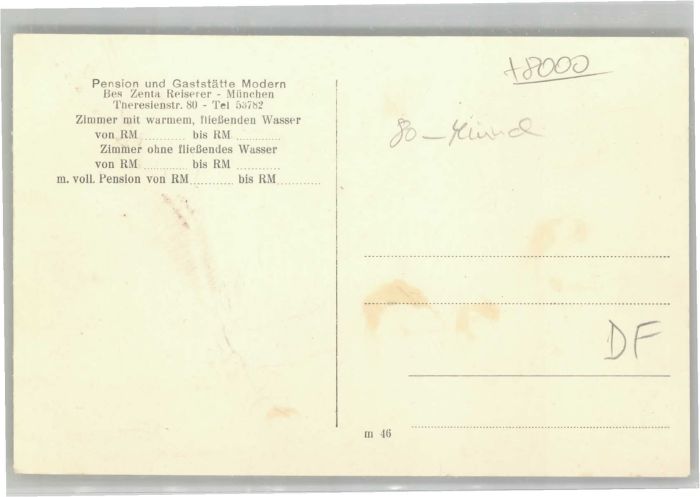 Pension und Gaststätte Modern
Bes Zenta Reiserer - München
Theresienstr. 80 - Tel 53782
Zimmer mit warmem, fließenden Wasser
von RM .......... bis RM ..........
Zimmer ohne fließendes Wasser
von RM .......... bis RM ..........
m. voll. Pension von RM.......... bis RM..........
+8000
80 -
DF
m 46